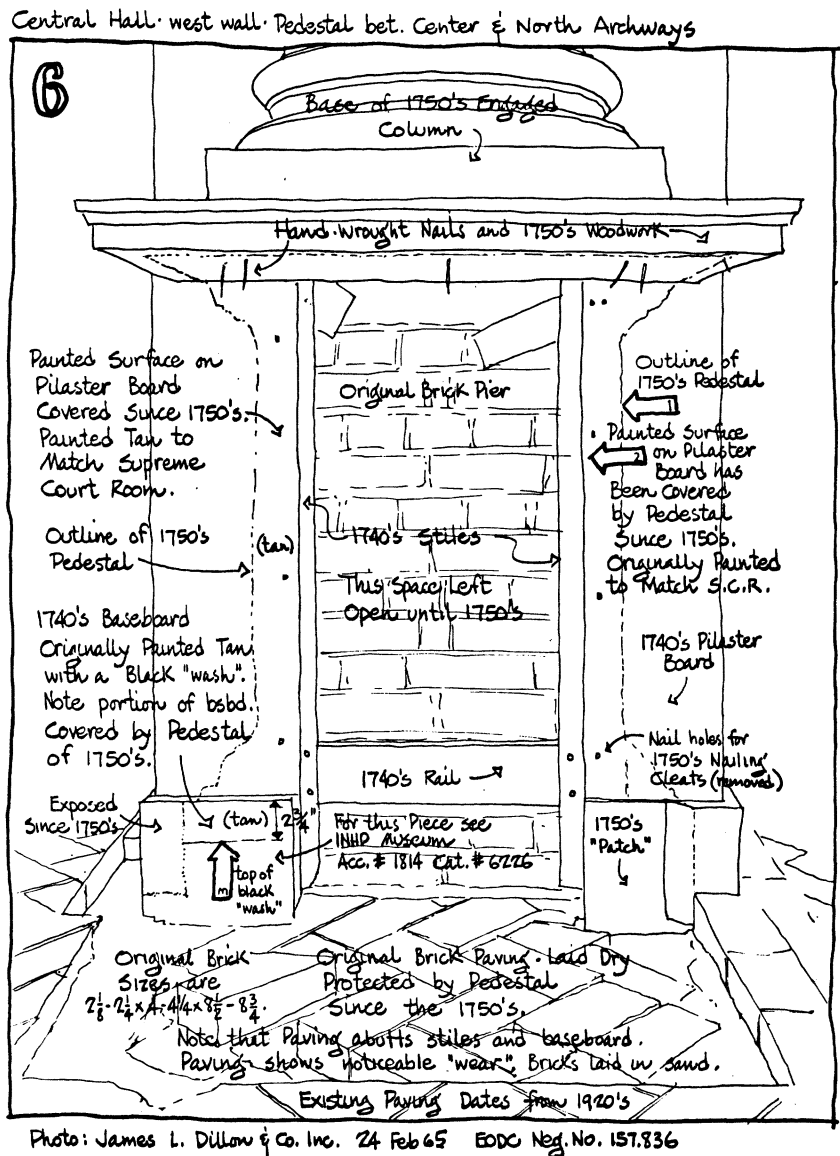 Central Hall · west wall · Pedestal bet. Center & North Archways
6
Base of 1750's Engaged
Column
Hand-Wrought Nails and 1750's Woodwork
Painted Surface on
Pilaster Board
Covered Since 1750's.
Painted Tan to
Match Supreme
Court Room.
Outline of 1750's
Pedestal
(tan)
1740's Baseboard
Originally Painted Tan
with a Black "wash".
Note portion of bsbd.
Covered by Pedestal
of 1750's.
Exposed
Since 1750's
(tan)
2 3/4"
top of
black
"wash"
m
Original Brick Pier
1740's Stiles
This Space Left
Open until 1750's
1740's Rail
For this Piece see
INHP Museum
Acc. # 1814 Cat. # 6226
Outline of
1750's Pedestal
1
Painted Surface
2
on Pilaster
Board has
Been Covered
by Pedestal
Since 1750's.
Originally Painted
to Match S.C.R.
1740's Pilaster
Board
Nail holes for
1750's Nailing
Cleats (removed)
1750's
"Patch"
Original Brick
Sizes are
2 1/8 - 2 1/4 x 4 - 4 1/4 x 8 1/2 - 8 3/4.
Original Brick Paving · Laid Dry
Protected by Pedestal
Since the 1750's.
Note that Paving abutts stiles and baseboard.
Paving shows noticeable "wear". Bricks laid in sand.
Existing Paving Dates from 1920's
Photo: James L. Dillon & Co. Inc. 24 Feb 65 EODC Neg. No. 157.836